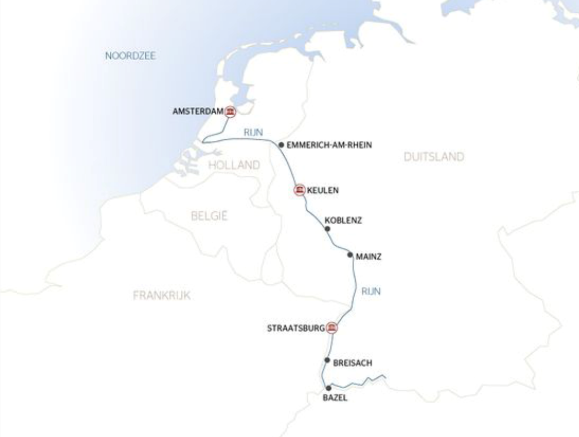 NOORDZEE
AMSTERDAM
RIJN
EMMERICH-AM-RHEIN
DUITSLAND
HOLLAND
KEULEN
BELGIË
KOBLENZ
MAINZ
RIJN
FRANKRIJK
STRAATSBURG
BREISACH
BAZEL